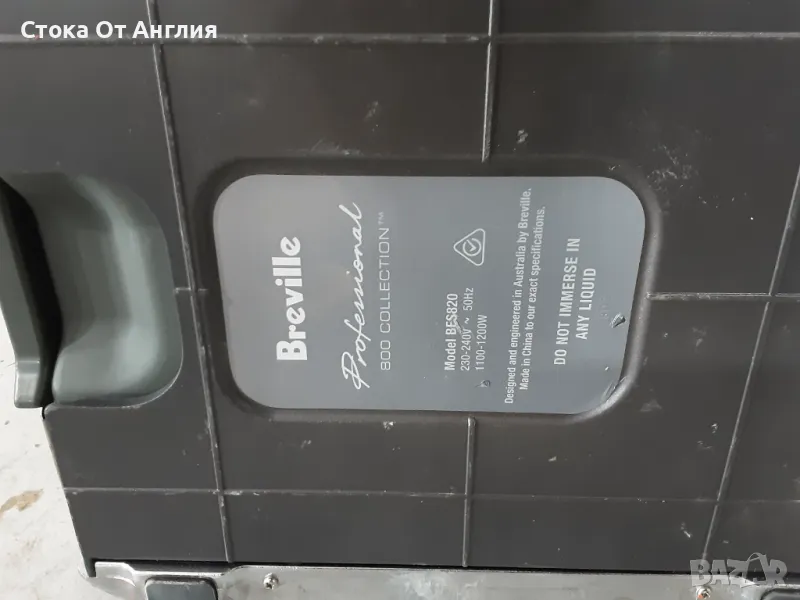 Стока От Англия
Breville
Professional
800 COLLECTION™
Model BES820
230-240V ~ 50Hz
1100-1200W
Designed and engineered in Australia by Breville.
Made in China to our exact specifications.
DO NOT IMMERSE IN
ANY LIQUID
BAZAR